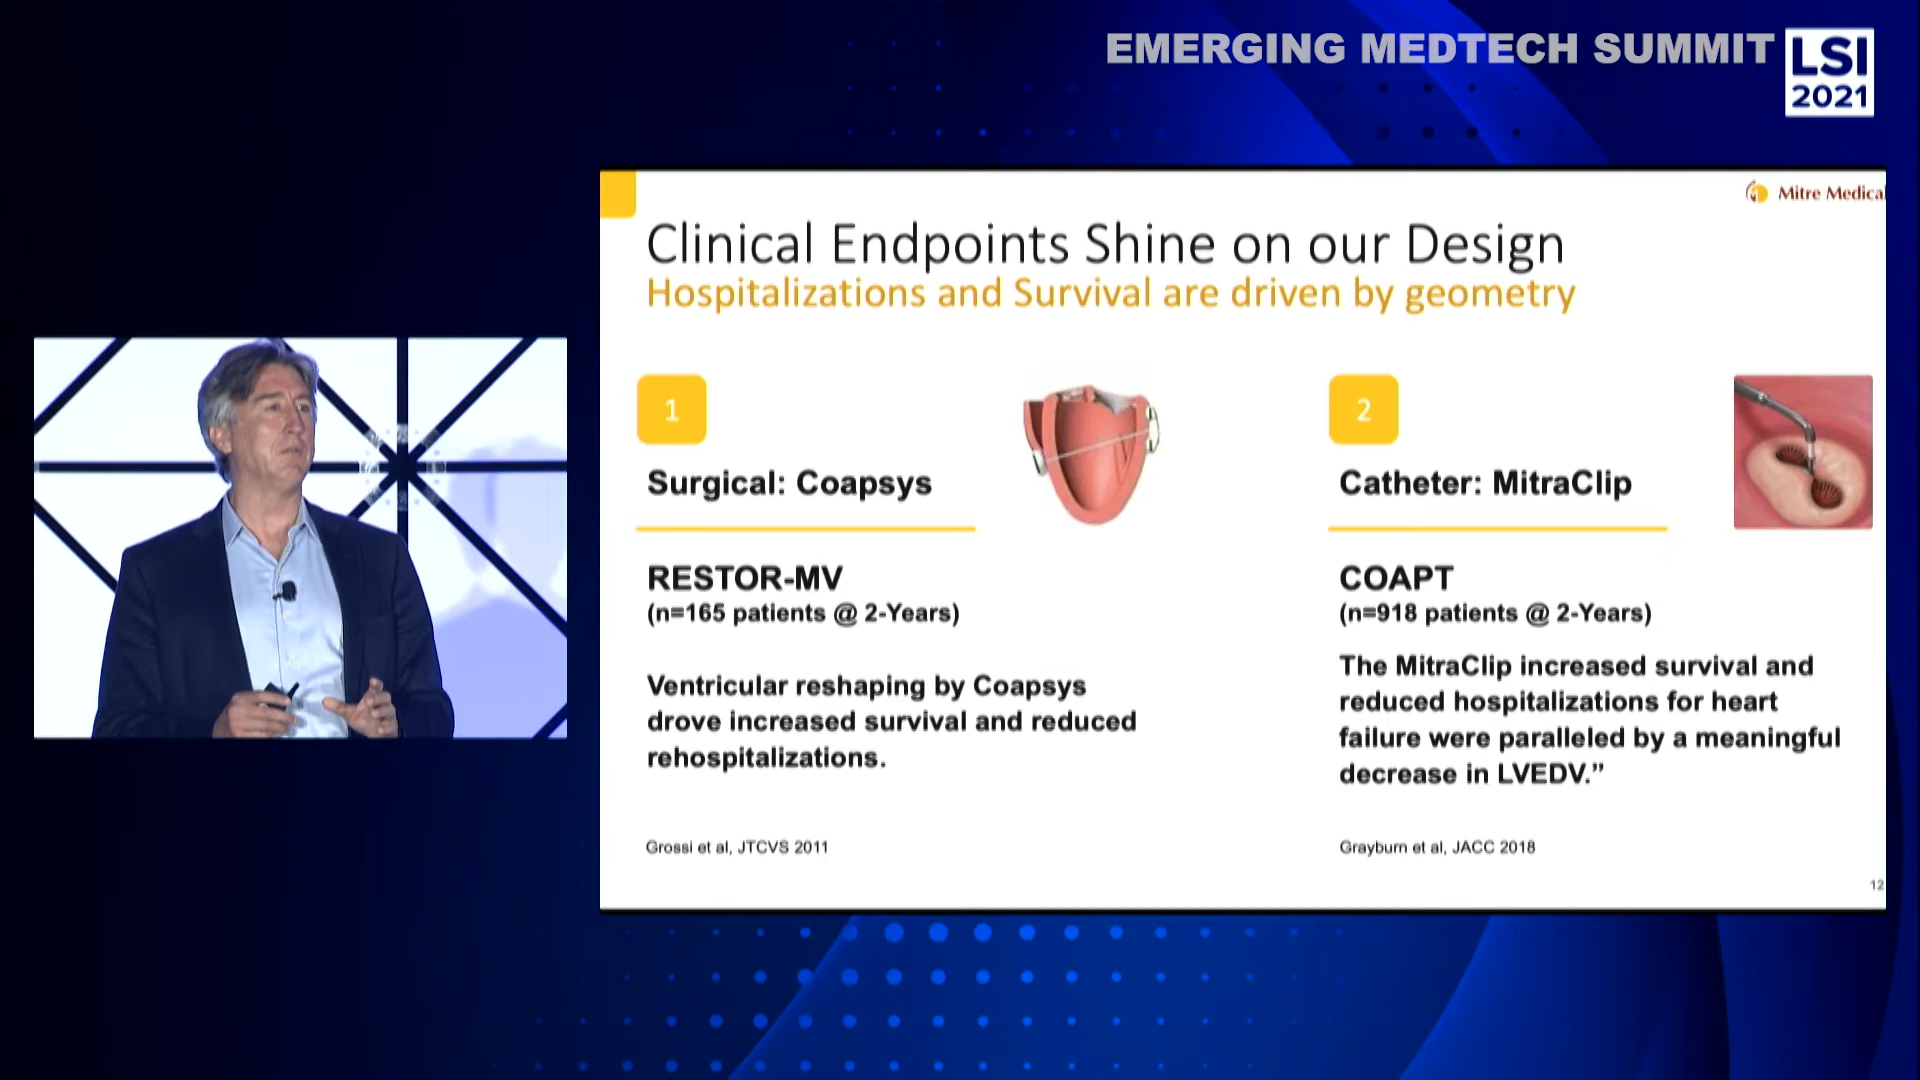 EMERGING MEDTECH SUMMIT
LSI
2021
Mitre Medical
Clinical Endpoints Shine on our Design
Hospitalizations and Survival are driven by geometry
1
Surgical: Coapsys
RESTOR-MV
(n=165 patients @ 2-Years)
Ventricular reshaping by Coapsys
drove increased survival and reduced
rehospitalizations.
Grossi et al, JTCVS 2011
2
Catheter: MitraClip
COAPT
(n=918 patients @ 2-Years)
The MitraClip increased survival and
reduced hospitalizations for heart
failure were paralleled by a meaningful
decrease in LVEDV.”
Grayburn et al, JACC 2018
12